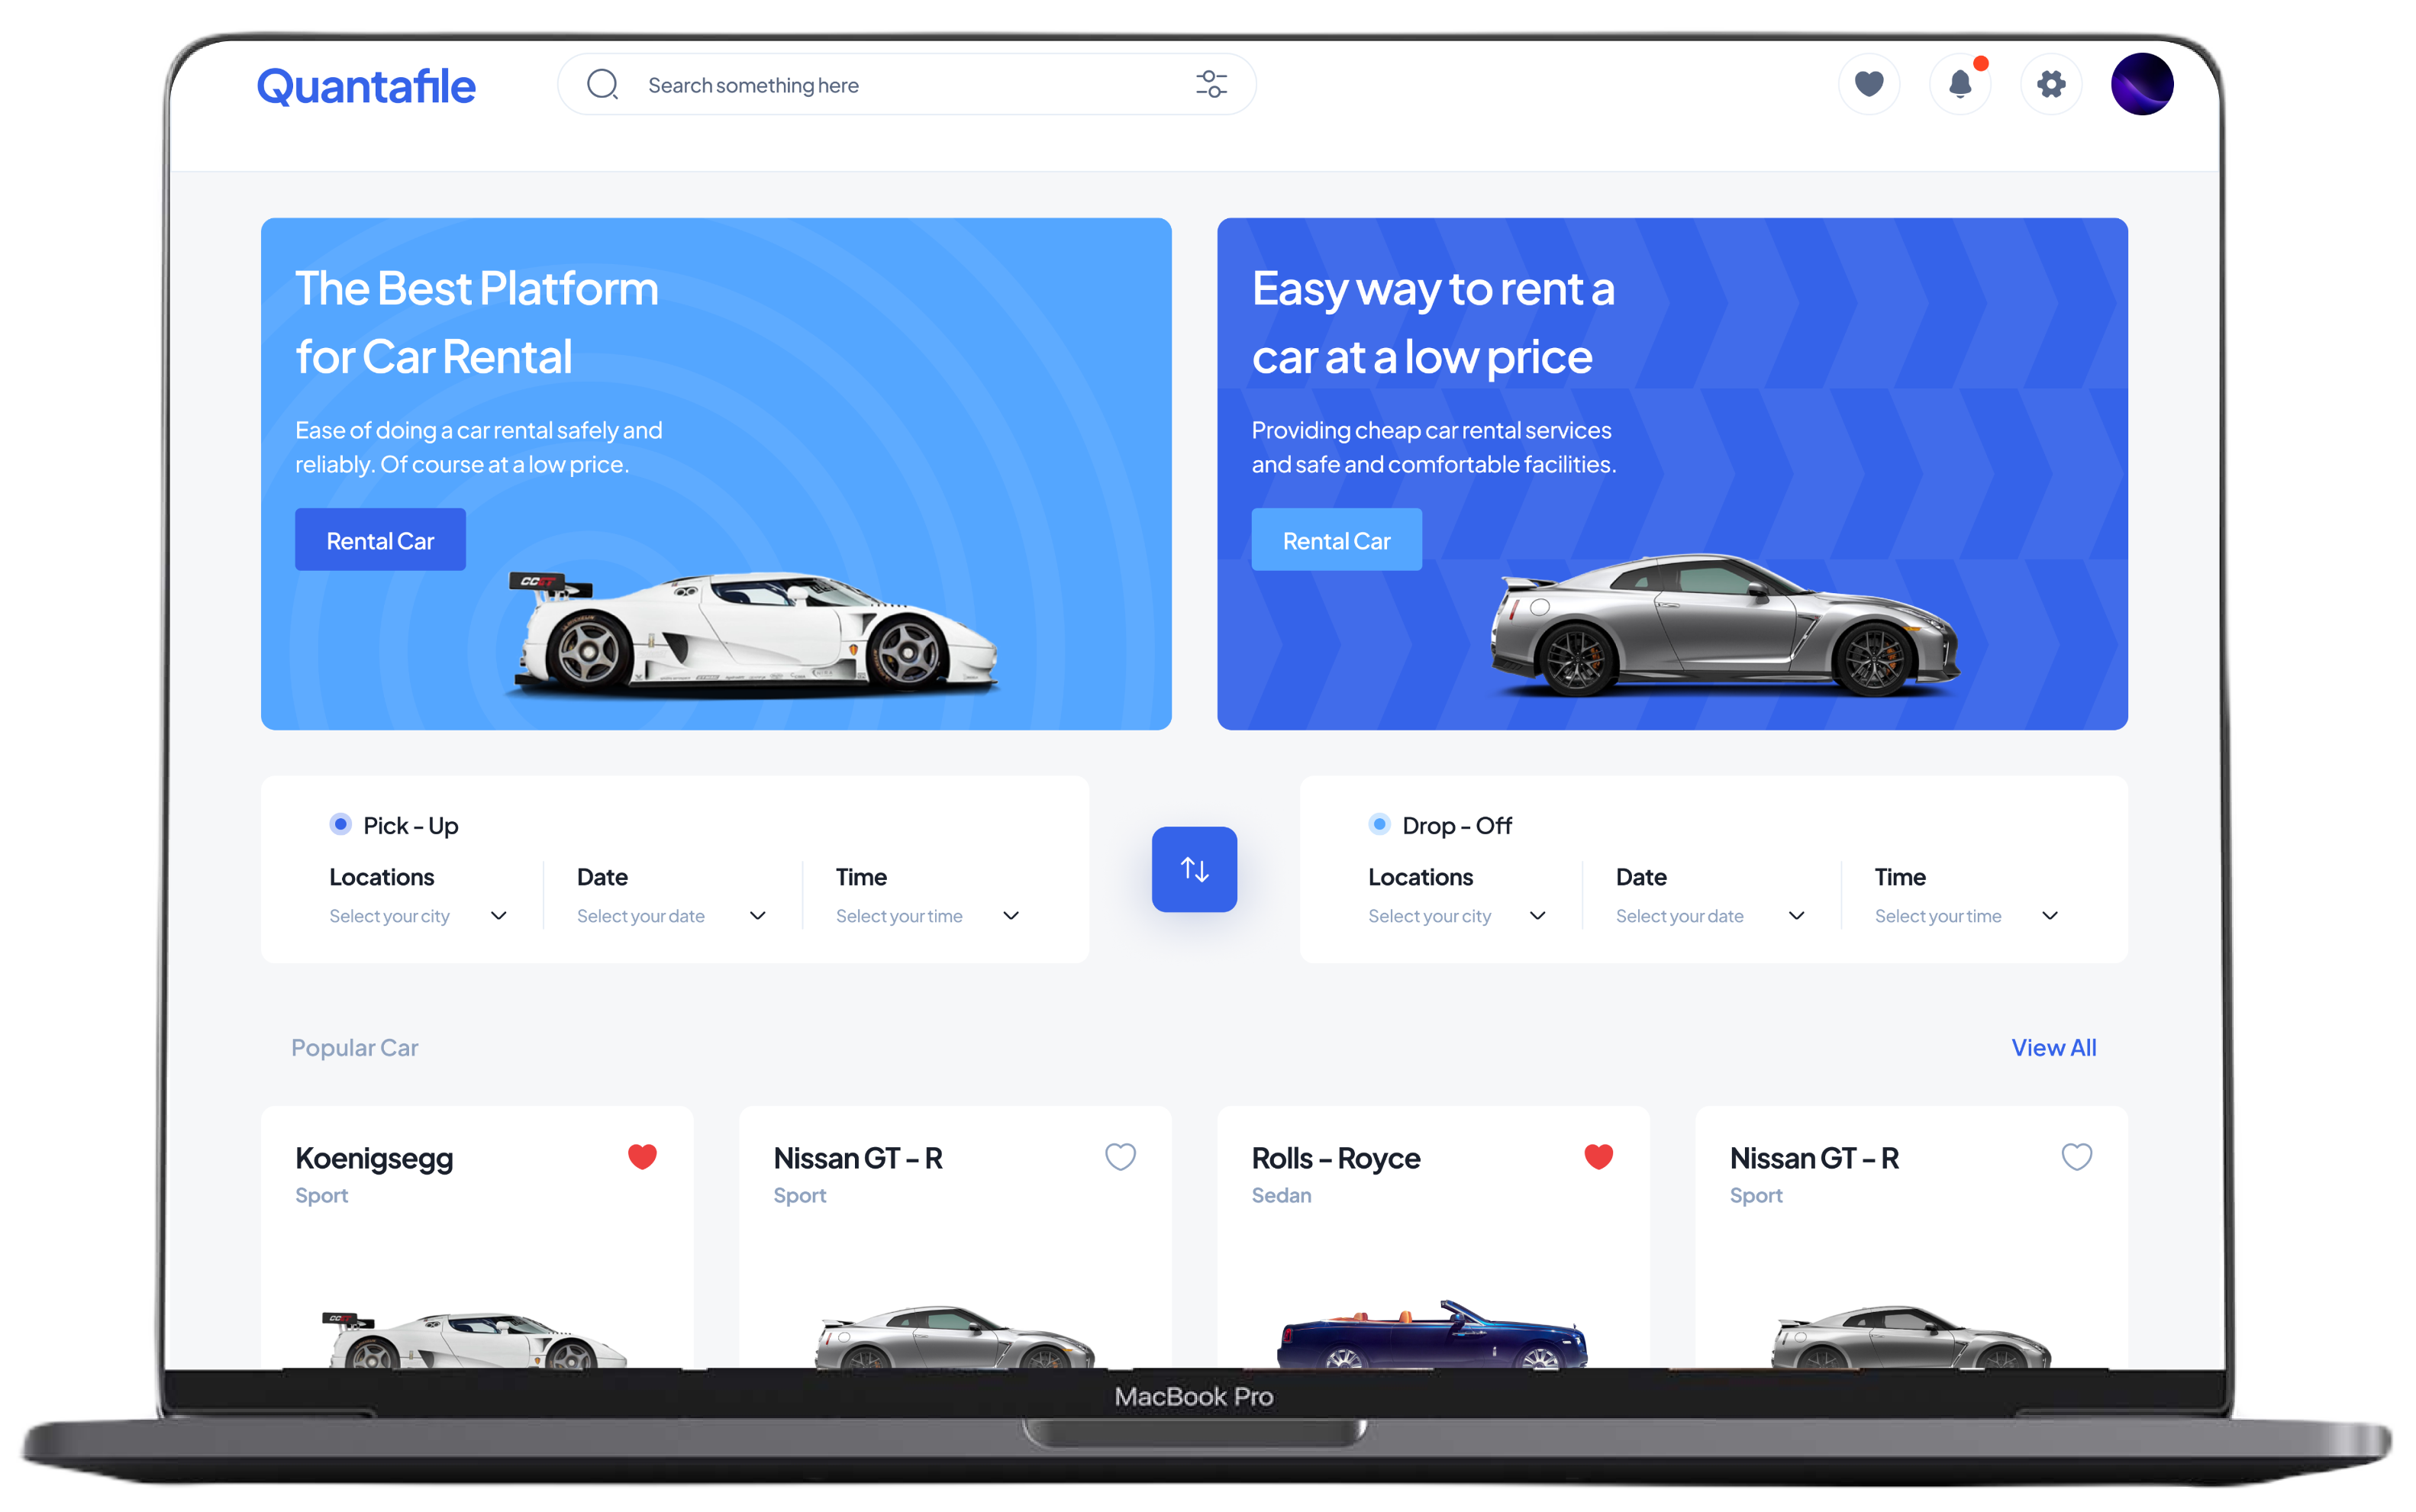 Quantafile
Search something here
The Best Platform
for Car Rental
Ease of doing a car rental safely and
reliably. Of course at a low price.
Rental Car
Easy way to rent a
car at a low price
Providing cheap car rental services
and safe and comfortable facilities.
Rental Car
Pick - Up
Locations
Date
Time
Select your city
Select your date
Select your time
Drop - Off
Locations
Date
Time
Select your city
Select your date
Select your time
Popular Car
View All
Koenigsegg
Sport
Nissan GT - R
Sport
Rolls - Royce
Sedan
Nissan GT - R
Sport
MacBook Pro